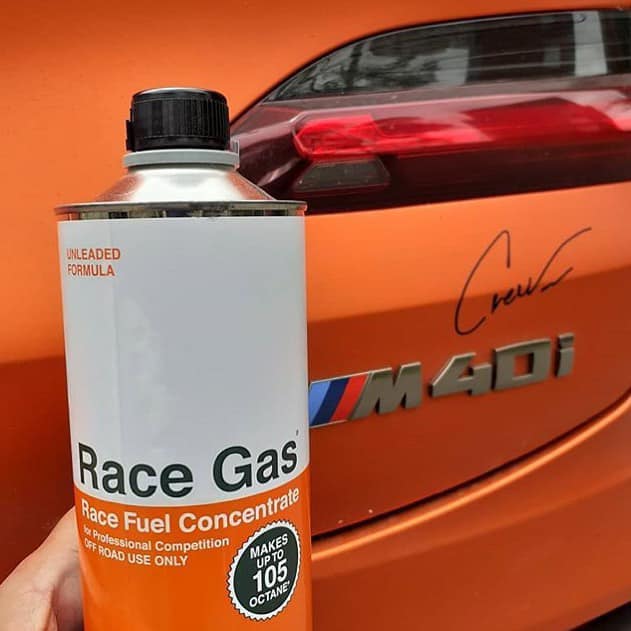 UNLEADED
FORMULA
Crew
M40i
Race Gas
Race Fuel Concentrate
for Professional Competition
OFF ROAD USE ONLY
MAKES
UP TO
105
OCTANE*